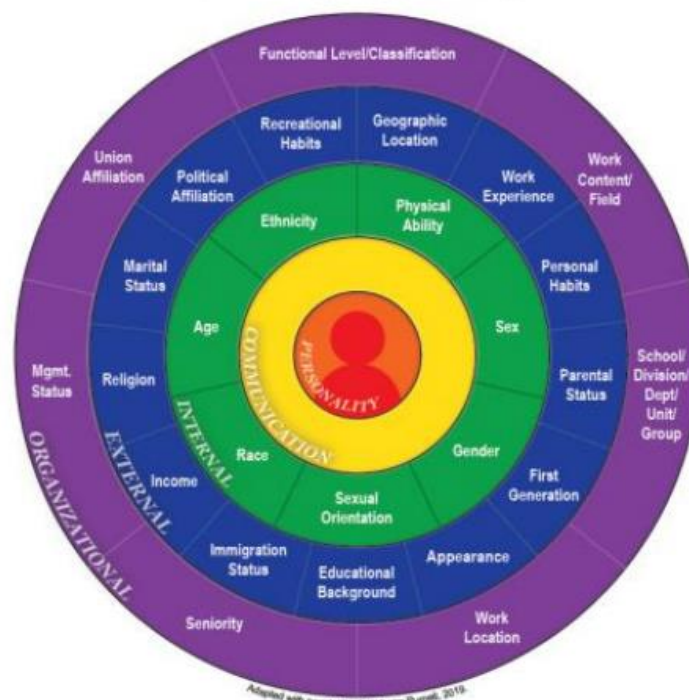 Functional Level/Classification
Recreational
Habits
Geographic
Location
Union
Affiliation
Political
Affiliation
Work
Experience
Work
Content/
Field
Ethnicity
Physical
Ability
Marital
Status
Personal
Habits
Age
Sex
COMMUNICATION
PERSONALITY
Mgmt.
Status
Religion
Parental
Status
School/
Division/
Dept/
Unit/
Group
INTERNAL
EXTERNAL
ORGANIZATIONAL
Income
Race
Gender
First
Generation
Sexual
Orientation
Immigration
Status
Educational
Background
Appearance
Seniority
Work
Location
Adapted with
2019.